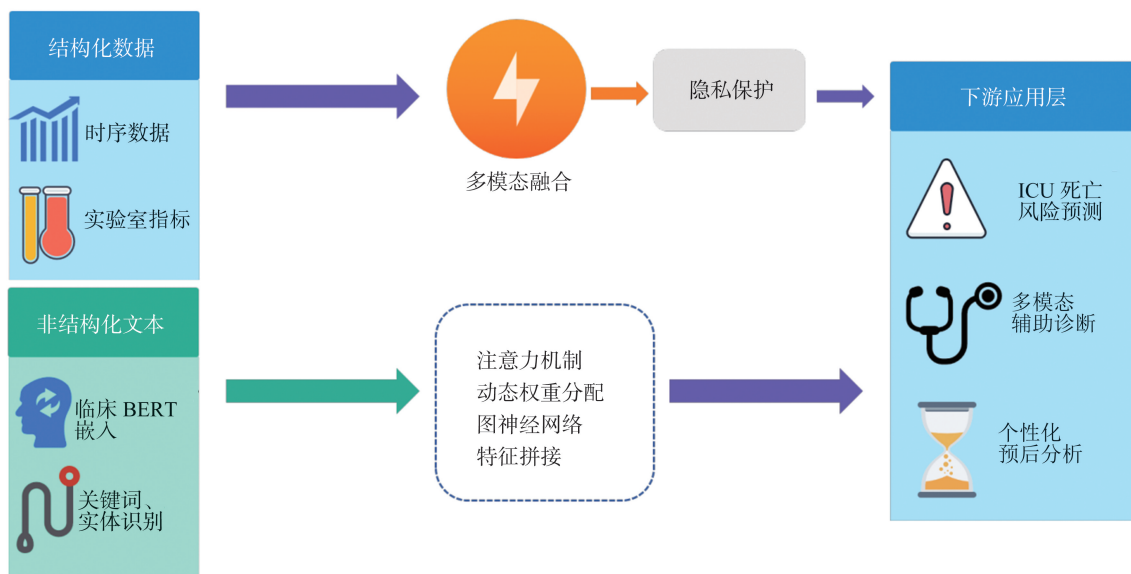 结构化数据
时序数据
实验室指标
非结构化文本
临床 BERT
嵌入
关键词、
实体识别
多模态融合
隐私保护
注意力机制
动态权重分配
图神经网络
特征拼接
下游应用层
ICU 死亡
风险预测
多模态
辅助诊断
个性化
预后分析